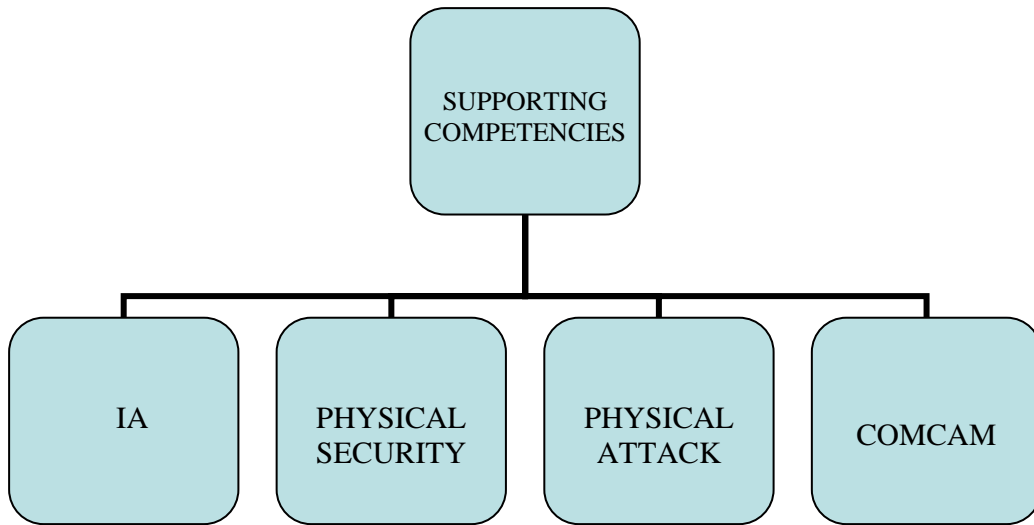 SUPPORTING
COMPETENCIES
IA
PHYSICAL
SECURITY
PHYSICAL
ATTACK
COMCAM